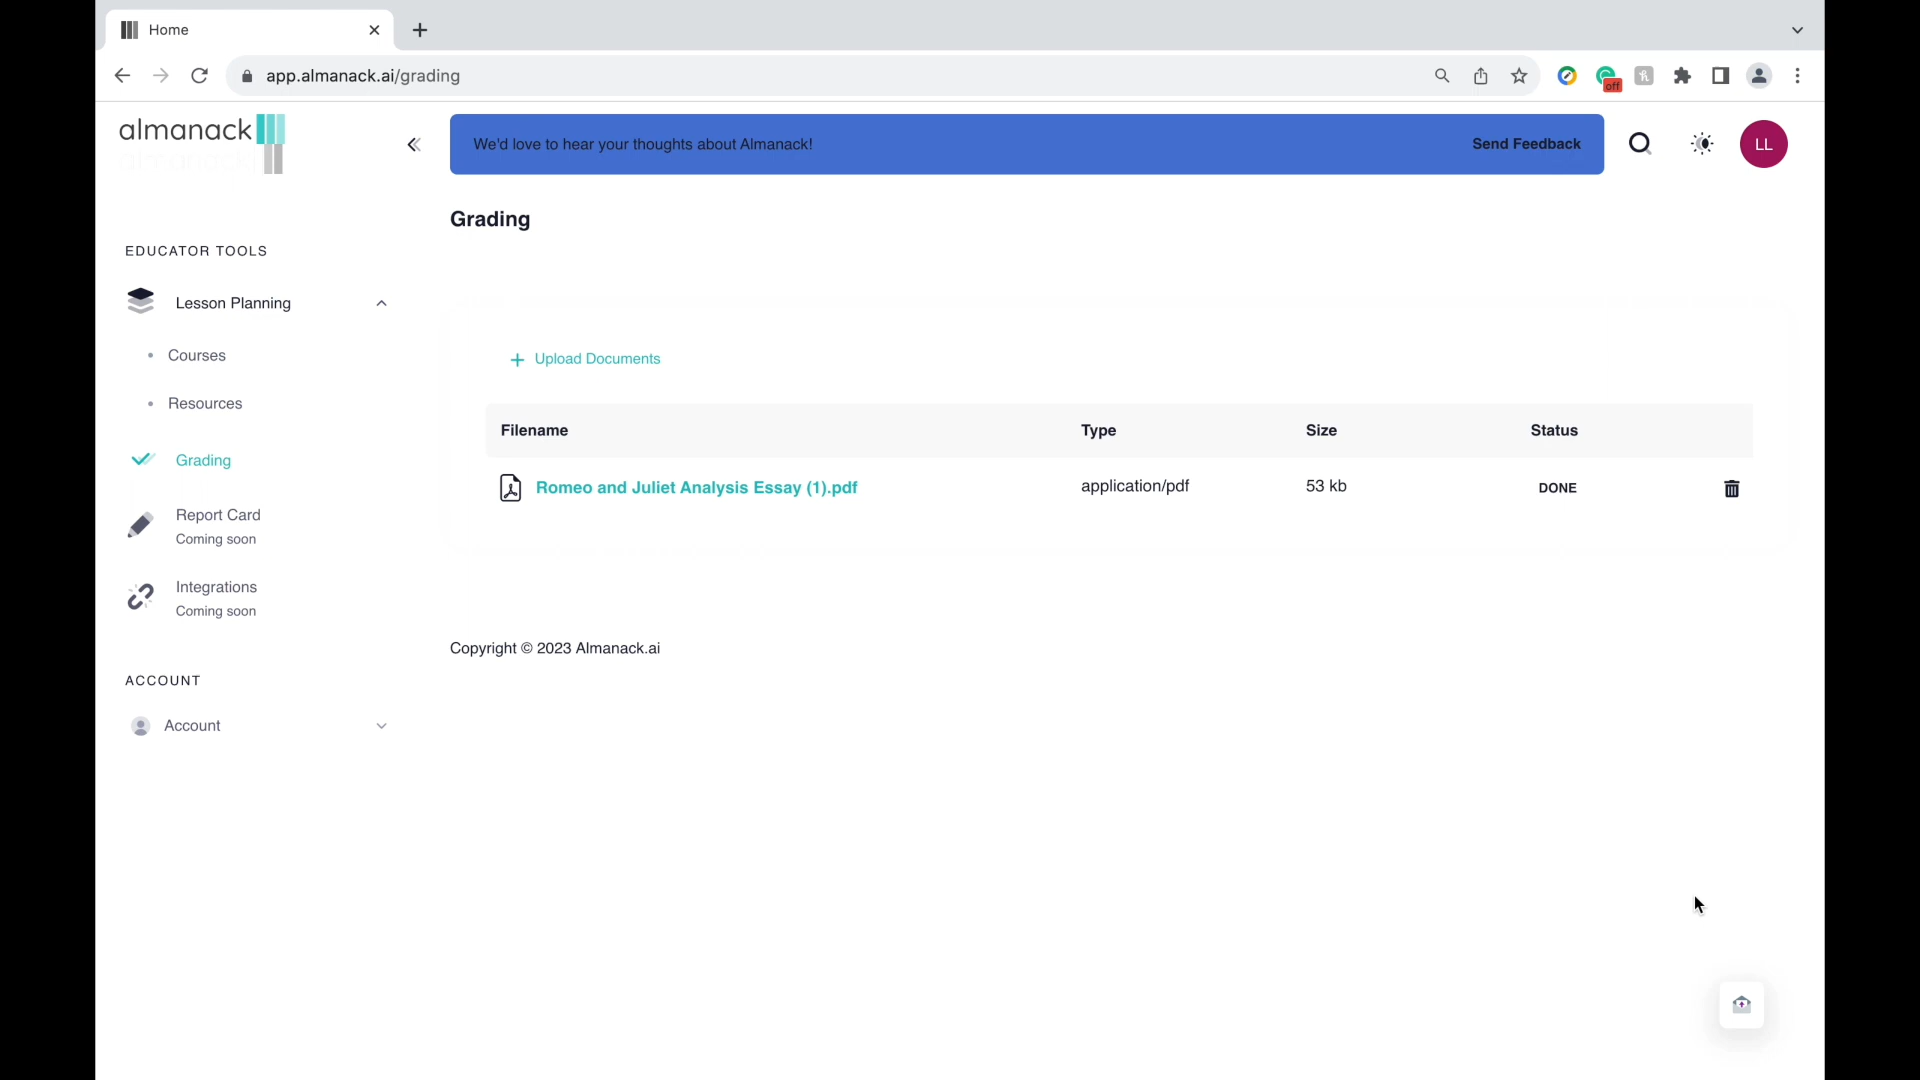 Home
app.almanack.ai/grading
off
almanack
We'd love to hear your thoughts about Almanack!
Send Feedback
LL
Grading
EDUCATOR TOOLS
Lesson Planning
Courses
Resources
Grading
Report Card
Coming soon
Integrations
Coming soon
ACCOUNT
Account
Upload Documents
Filename Type Size Status
Romeo and Juliet Analysis Essay (1).pdf application/pdf 53 kb DONE
Copyright © 2023 Almanack.ai